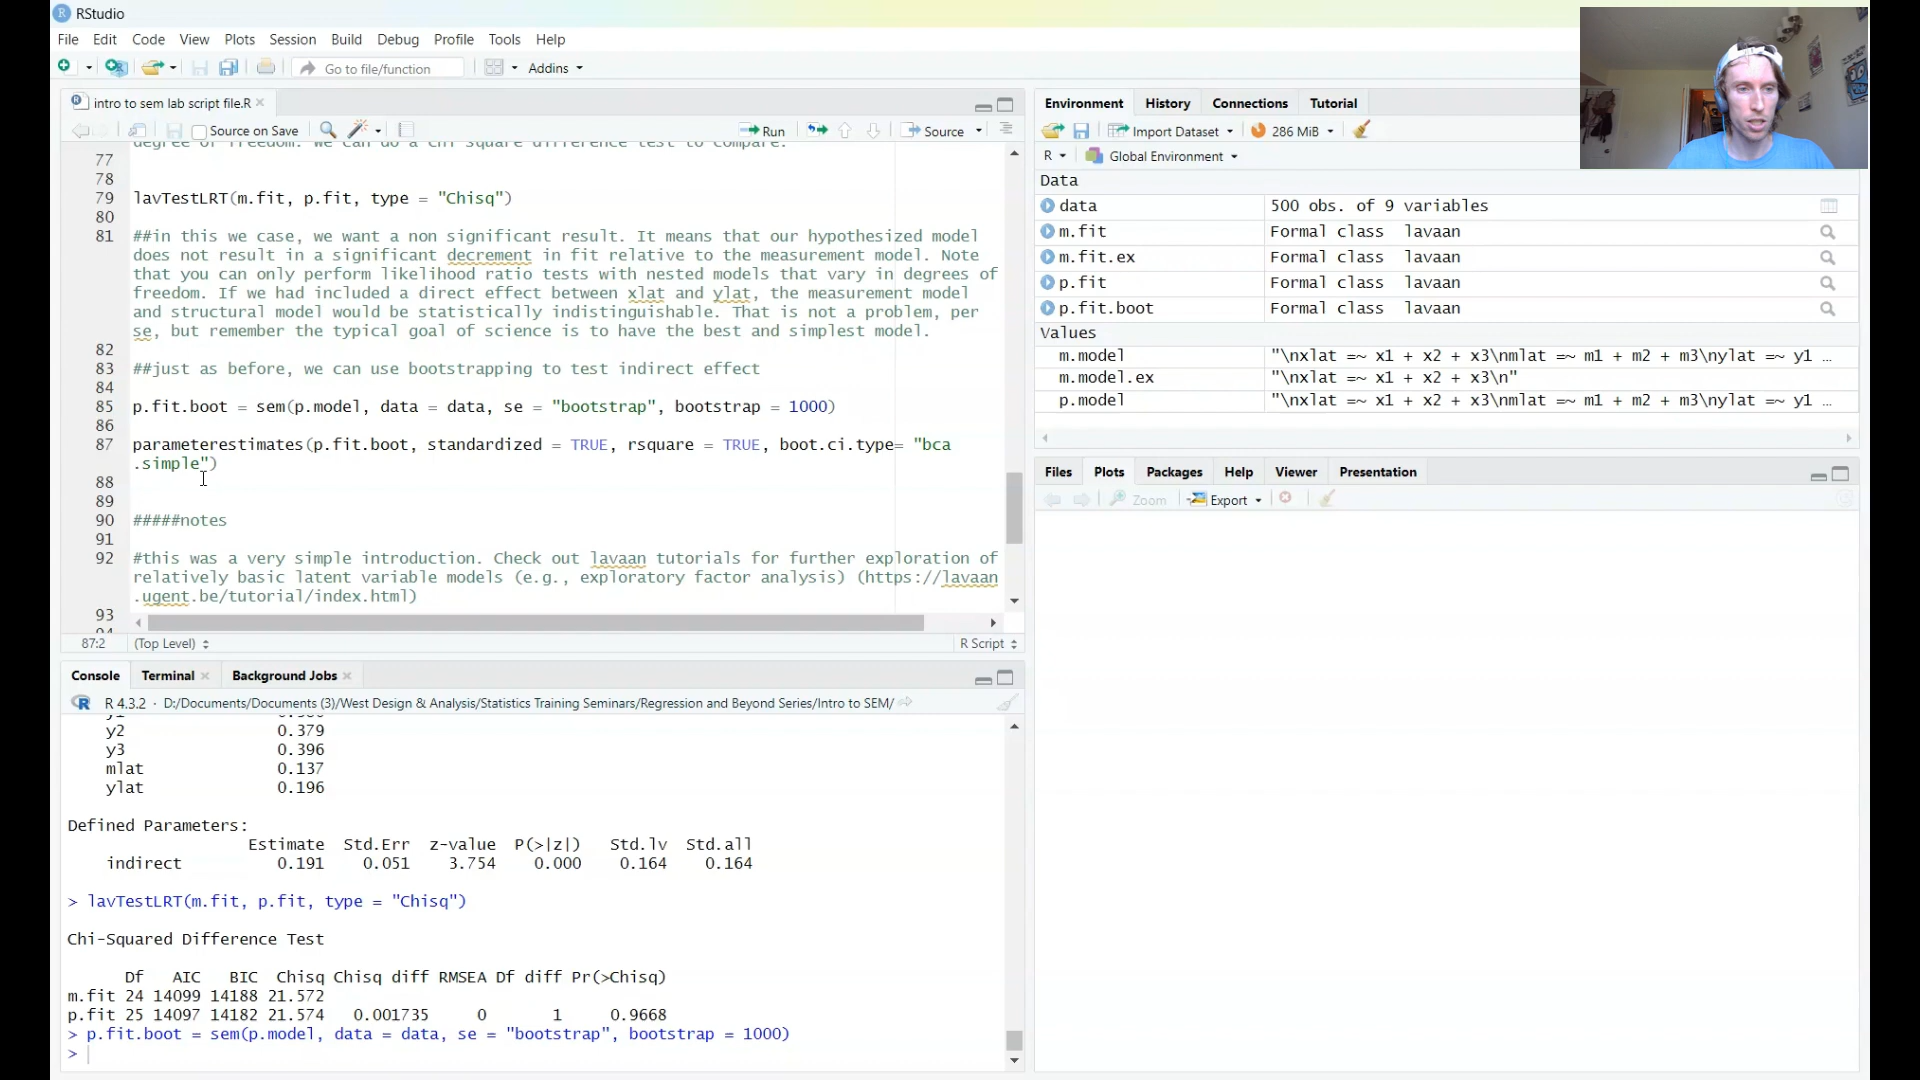 RStudio
File Edit Code View Plots Session Build Debug Profile Tools Help
Go to file/function Addins
intro to sem lab script file.R
Source on Save Run Source
degree of freedom. we can do a chi square difference test to compare.
77
78
79 lavTestLRT(m.fit, p.fit, type = "Chisq")
80
81 ##in this we case, we want a non significant result. It means that our hypothesized model
does not result in a significant decrement in fit relative to the measurement model. Note
that you can only perform likelihood ratio tests with nested models that vary in degrees of
freedom. If we had included a direct effect between xlat and ylat, the measurement model
and structural model would be statistically indistinguishable. That is not a problem, per
se, but remember the typical goal of science is to have the best and simplest model.
82
83 ##just as before, we can use bootstrapping to test indirect effect
84
85 p.fit.boot = sem(p.model, data = data, se = "bootstrap", bootstrap = 1000)
86
87 parameterestimates(p.fit.boot, standardized = TRUE, rsquare = TRUE, boot.ci.type= "bca
.simple")
88
89
90 #####notes
91
92 #this was a very simple introduction. Check out lavaan tutorials for further exploration of
relatively basic latent variable models (e.g., exploratory factor analysis) (https://lavaan
.ugent.be/tutorial/index.html)
93
87:2 (Top Level) R Script
Console Terminal Background Jobs
R 4.3.2 · D:/Documents/Documents (3)/West Design & Analysis/Statistics Training Seminars/Regression and Beyond Series/Intro to SEM/
y2 0.379
y3 0.396
mlat 0.137
ylat 0.196
Defined Parameters:
Estimate Std.Err z-value P(>|z|) Std.lv Std.all
indirect 0.191 0.051 3.754 0.000 0.164 0.164
> lavTestLRT(m.fit, p.fit, type = "Chisq")
Chi-Squared Difference Test
Df AIC BIC Chisq Chisq diff RMSEA Df diff Pr(>Chisq)
m.fit 24 14099 14188 21.572
p.fit 25 14097 14182 21.574 0.001735 0 1 0.9668
> p.fit.boot = sem(p.model, data = data, se = "bootstrap", bootstrap = 1000)
>
Environment History Connections Tutorial
Import Dataset 286 MiB
R Global Environment
Data
data 500 obs. of 9 variables
m.fit Formal class lavaan
m.fit.ex Formal class lavaan
p.fit Formal class lavaan
p.fit.boot Formal class lavaan
Values
m.model "\nxlat =~ x1 + x2 + x3\nmlat =~ m1 + m2 + m3\nylat =~ y1 …
m.model.ex "\nxlat =~ x1 + x2 + x3\n"
p.model "\nxlat =~ x1 + x2 + x3\nmlat =~ m1 + m2 + m3\nylat =~ y1 …
Files Plots Packages Help Viewer Presentation
Zoom Export